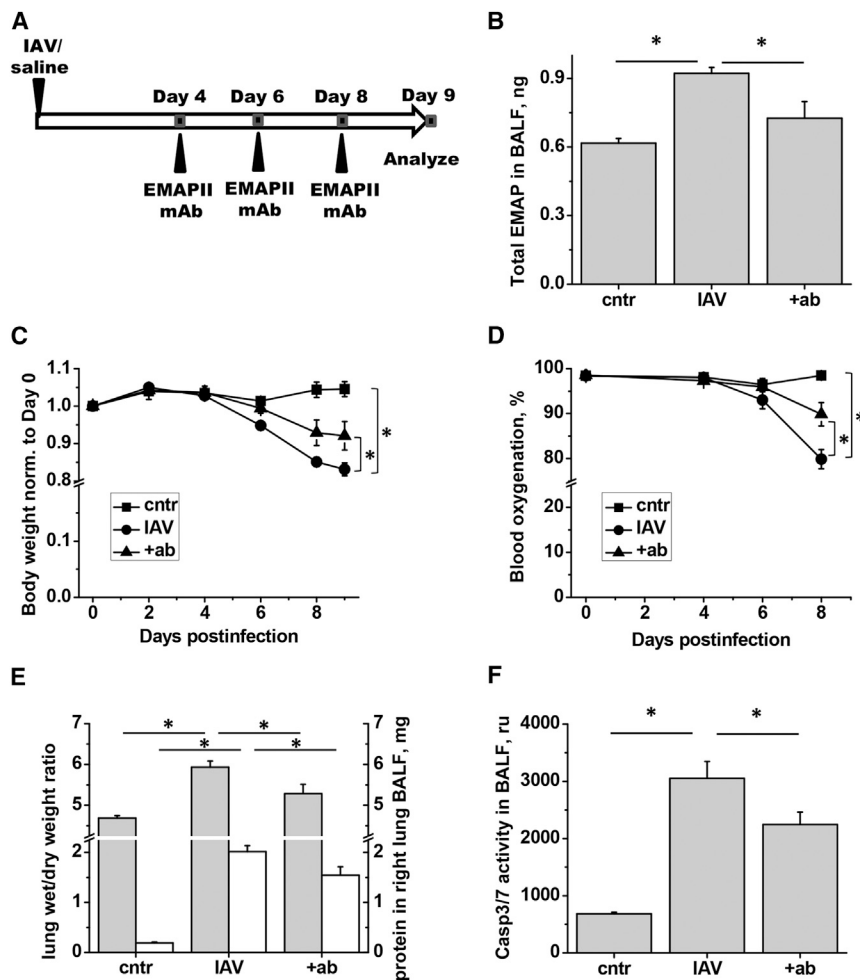 A
IAV/
saline
Day 4 Day 6 Day 8 Day 9
Analyze
EMAPII EMAPII EMAPII
mAb mAb mAb
B
Total EMAP in BALF, ng
* *
0.9
0.6
0.3
0.0
cntr IAV +ab
C
Body weight norm. to Day 0
1.1
1.0
0.9
0.8
0.1
0.0
cntr
IAV
+ab
* *
0 2 4 6 8
Days postinfection
D
Blood oxygenation, %
100
90
80
20
10
0
cntr
IAV
+ab
* *
0 2 4 6 8
Days postinfection
E
lung wet/dry weight ratio
7
6
5
4
2
1
0
* *
* *
7
6
5
4
2
1
0
protein in right lung BALF, mg
cntr IAV +ab
F
Casp3/7 activity in BALF, ru
* *
4000
3000
2000
1000
0
cntr IAV +ab